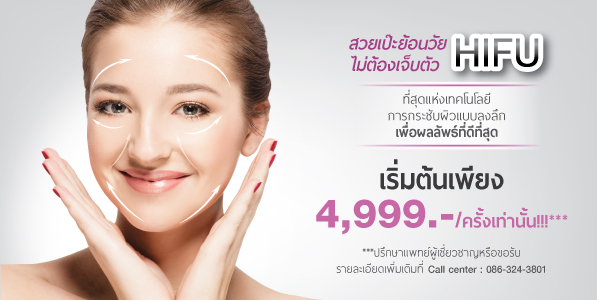 สวยเป๊ะย้อนวัย
ไม่ต้องเจ็บตัว HIFU
ที่สุดแห่งเทคโนโลยี
การกระชับผิวแบบลงลึก
เพื่อผลลัพธ์ที่ดีที่สุด
เริ่มต้นเพียง
4,999.-/ครั้งเท่านั้น!!!***
***ปรึกษาแพทย์ผู้เชี่ยวชาญหรือขอรับ
รายละเอียดเพิ่มเติมที่ Call center : 086-324-3801